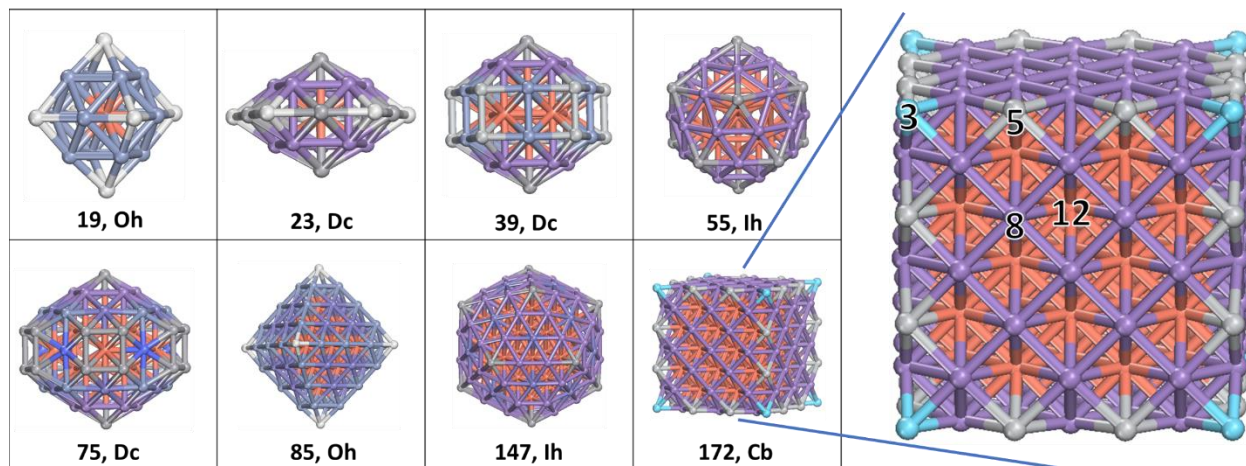 19, Oh
23, Dc
39, Dc
55, Ih
75, Dc
85, Oh
147, Ih
172, Cb
3
5
8
12